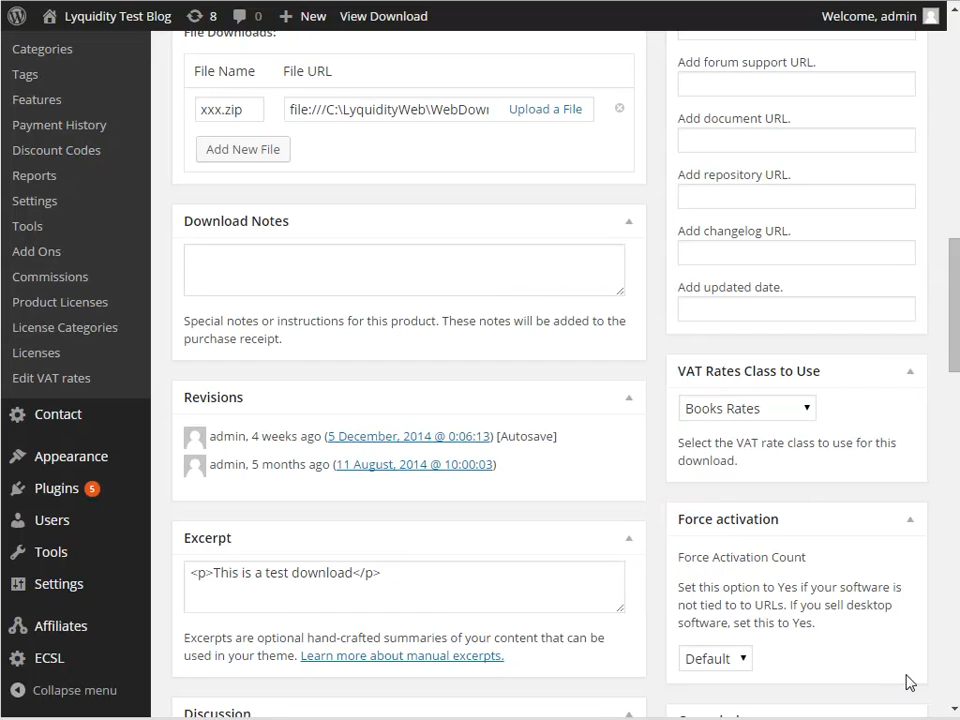 Lyquidity Test Blog 8 0 New View Download Welcome, admin
Categories
Tags
Features
Payment History
Discount Codes
Reports
Settings
Tools
Add Ons
Commissions
Product Licenses
License Categories
Licenses
Edit VAT rates
Contact
Appearance
Plugins 5
Users
Tools
Settings
Affiliates
ECSL
Collapse menu
File Downloads:
File Name File URL
xxx.zip file:///C:\LyquidityWeb\WebDow Upload a File
Add New File
Download Notes
Special notes or instructions for this product. These notes will be added to the
purchase receipt.
Revisions
admin, 4 weeks ago (5 December, 2014 @ 0:06:13) [Autosave]
admin, 5 months ago (11 August, 2014 @ 10:00:03)
Excerpt
<p>This is a test download</p>
Excerpts are optional hand-crafted summaries of your content that can be
used in your theme. Learn more about manual excerpts.
Discussion
Add forum support URL.
Add document URL.
Add repository URL.
Add changelog URL.
Add updated date.
VAT Rates Class to Use
Books Rates
Select the VAT rate class to use for this
download.
Force activation
Force Activation Count
Set this option to Yes if your software is
not tied to to URLs. If you sell desktop
software, set this to Yes.
Default